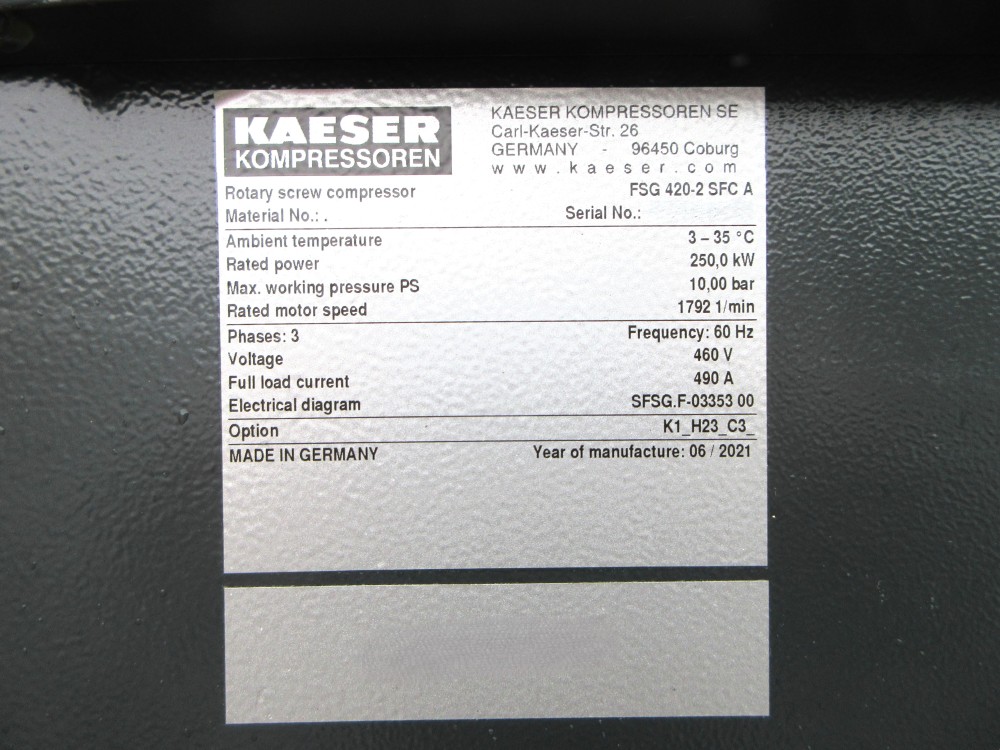 KAESER
KOMPRESSOREN
KAESER KOMPRESSOREN SE
Carl-Kaeser-Str. 26
GERMANY - 96450 Coburg
www.kaeser.com
Rotary screw compressor FSG 420-2 SFC A
Material No.: . Serial No.:
Ambient temperature 3 – 35 °C
Rated power 250,0 kW
Max. working pressure PS 10,00 bar
Rated motor speed 1792 1/min
Phases: 3 Frequency: 60 Hz
Voltage 460 V
Full load current 490 A
Electrical diagram SFSG.F-03353 00
Option K1_H23_C3_
MADE IN GERMANY Year of manufacture: 06 / 2021